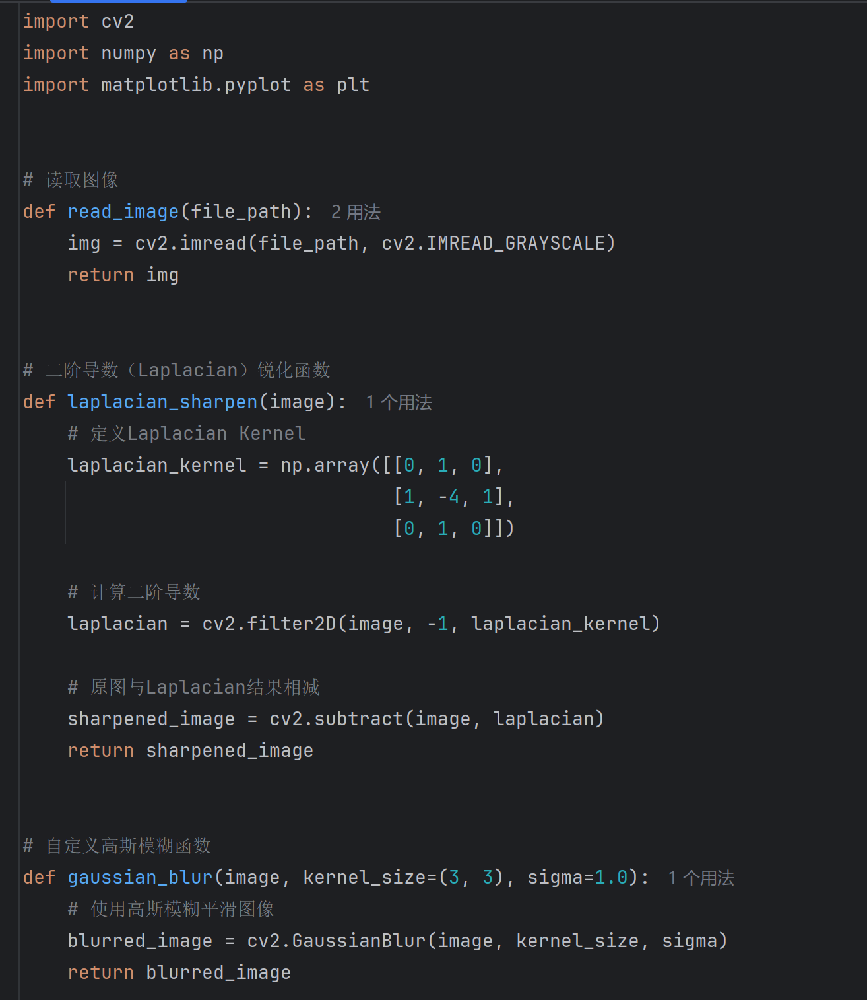 import cv2
import numpy as np
import matplotlib.pyplot as plt
# 读取图像
def read_image(file_path): 2 用法
    img = cv2.imread(file_path, cv2.IMREAD_GRAYSCALE)
    return img
# 二阶导数（Laplacian）锐化函数
def laplacian_sharpen(image): 1 个用法
    # 定义Laplacian Kernel
    laplacian_kernel = np.array([[0, 1, 0],
                                 [1, -4, 1],
                                 [0, 1, 0]])
    # 计算二阶导数
    laplacian = cv2.filter2D(image, -1, laplacian_kernel)
    # 原图与Laplacian结果相减
    sharpened_image = cv2.subtract(image, laplacian)
    return sharpened_image
# 自定义高斯模糊函数
def gaussian_blur(image, kernel_size=(3, 3), sigma=1.0): 1 个用法
    # 使用高斯模糊平滑图像
    blurred_image = cv2.GaussianBlur(image, kernel_size, sigma)
    return blurred_image